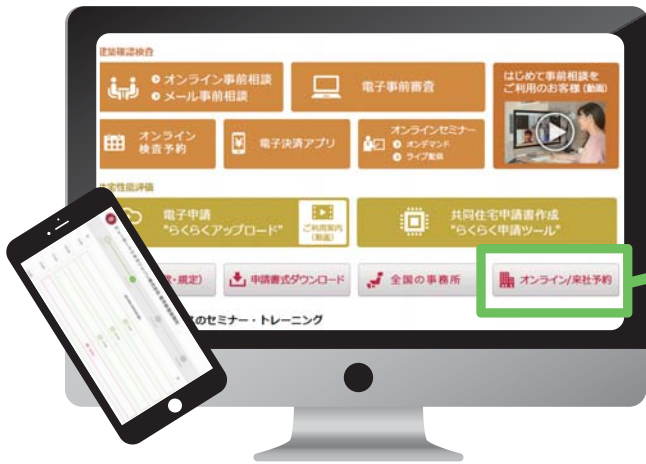 建築確認検査
オンライン事前相談
メール事前相談
電子事前審査
はじめて事前相談を
ご利用のお客様(動画)
オンライン
検査予約
電子決済アプリ
オンラインセミナー
オンデマンド
ライブ配信
住宅性能評価
電子申請
"らくらくアップロード"
ご利用案内
(動画)
共同住宅申請書作成
"らくらく申請ツール"
・規定)
申請書式ダウンロード
全国の事務所
オンライン/来社予約
のセミナー・トレーニング